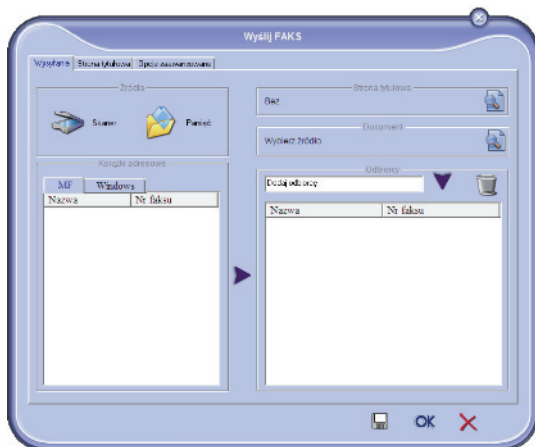 Wyślij FAKS
Wysyłanie Strona tytułowa Opcje zaawansowane
Źródła
Skaner Pamięć
Strona tytułowa
Bez
Document
Wybierz źródło
Książki adresowe
MF Windows
Nazwa Nr faksu
Odbiorcy
Dodaj odbiorcę
Nazwa Nr faksu
OK